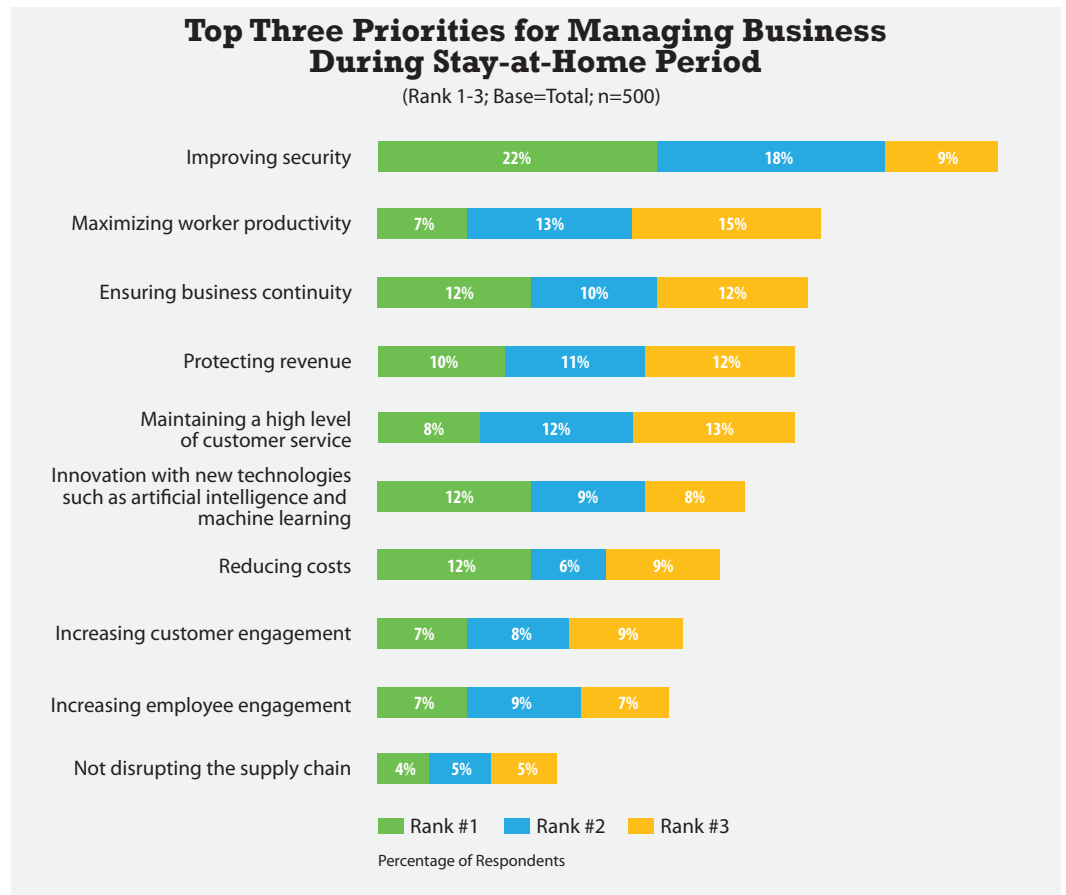 Top Three Priorities for Managing Business
During Stay-at-Home Period
(Rank 1-3; Base=Total; n=500)
Improving security 22% 18% 9%
Maximizing worker productivity 7% 13% 15%
Ensuring business continuity 12% 10% 12%
Protecting revenue 10% 11% 12%
Maintaining a high level
of customer service 8% 12% 13%
Innovation with new technologies
such as artificial intelligence and
machine learning 12% 9% 8%
Reducing costs 12% 6% 9%
Increasing customer engagement 7% 8% 9%
Increasing employee engagement 7% 9% 7%
Not disrupting the supply chain 4% 5% 5%
Rank #1 Rank #2 Rank #3
Percentage of Respondents